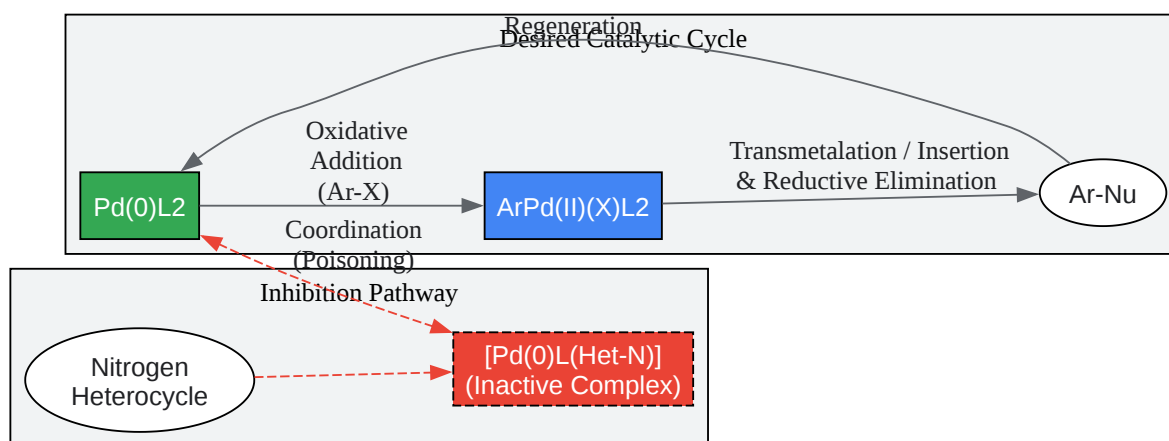 Regeneration
Desired Catalytic Cycle
Oxidative
Addition
(Ar-X)
Transmetalation / Insertion
& Reductive Elimination
Pd(0)L2
ArPd(II)(X)L2
Ar-Nu
Coordination
(Poisoning)
Inhibition Pathway
Nitrogen
Heterocycle
[Pd(0)L(Het-N)]
(Inactive Complex)